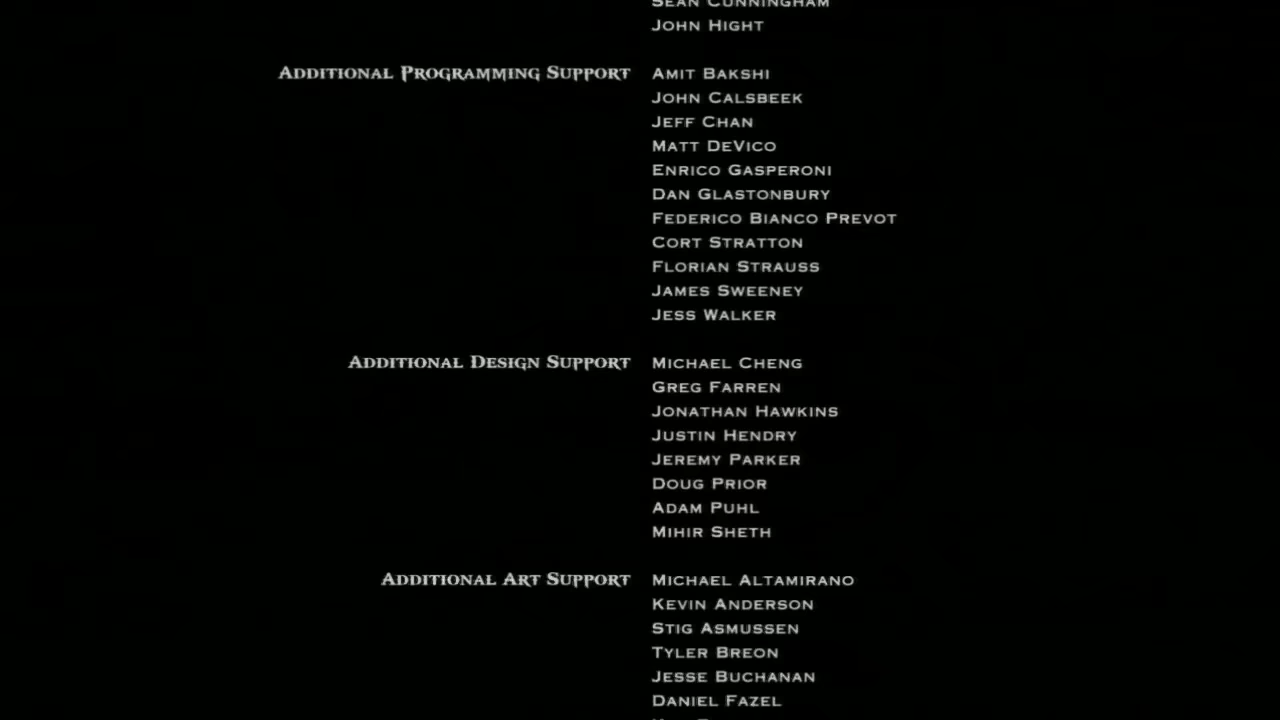 SEAN CUNNINGHAM
JOHN HIGHT
ADDITIONAL PROGRAMMING SUPPORT AMIT BAKSHI
JOHN CALSBEEK
JEFF CHAN
MATT DEVICO
ENRICO GASPERONI
DAN GLASTONBURY
FEDERICO BIANCO PREVOT
CORT STRATTON
FLORIAN STRAUSS
JAMES SWEENEY
JESS WALKER
ADDITIONAL DESIGN SUPPORT MICHAEL CHENG
GREG FARREN
JONATHAN HAWKINS
JUSTIN HENDRY
JEREMY PARKER
DOUG PRIOR
ADAM PUHL
MIHIR SHETH
ADDITIONAL ART SUPPORT MICHAEL ALTAMIRANO
KEVIN ANDERSON
STIG ASMUSSEN
TYLER BREON
JESSE BUCHANAN
DANIEL FAZEL